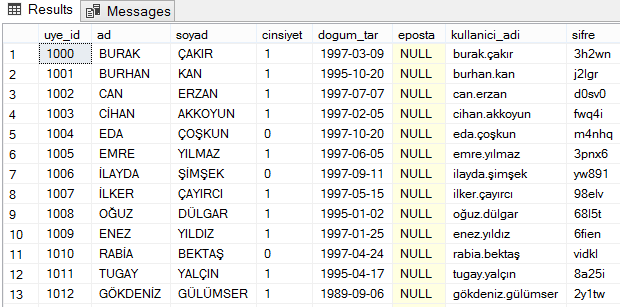 Results Messages
uye_id ad soyad cinsiyet dogum_tar eposta kullanici_adi sifre
1 1000 BURAK ÇAKIR 1 1997-03-09 NULL burak.çakır 3h2wn
2 1001 BURHAN KAN 1 1995-10-20 NULL burhan.kan j2lgr
3 1002 CAN ERZAN 1 1997-07-07 NULL can.erzan d0sv0
4 1003 CİHAN AKKOYUN 1 1997-02-05 NULL cihan.akkoyun fwq4i
5 1004 EDA ÇOŞKUN 0 1997-10-20 NULL eda.çoşkun m4nhq
6 1005 EMRE YILMAZ 1 1997-06-05 NULL emre.yılmaz 3pnx6
7 1006 İLAYDA ŞİMŞEK 0 1997-09-11 NULL ilayda.şimşek yw891
8 1007 İLKER ÇAYIRCI 1 1997-05-15 NULL ilker.çayırcı 98elv
9 1008 OĞUZ DÜLGAR 1 1995-01-02 NULL oğuz.dülgar 68l5t
10 1009 ENEZ YILDIZ 1 1997-01-25 NULL enez.yıldız 6fien
11 1010 RABİA BEKTAŞ 0 1997-04-24 NULL rabia.bektaş vidkl
12 1011 TUGAY YALÇIN 1 1995-04-17 NULL tugay.yalçın 8a25i
13 1012 GÖKDENİZ GÜLÜMSER 1 1989-09-06 NULL gökdeniz.gülümser 2y1tw